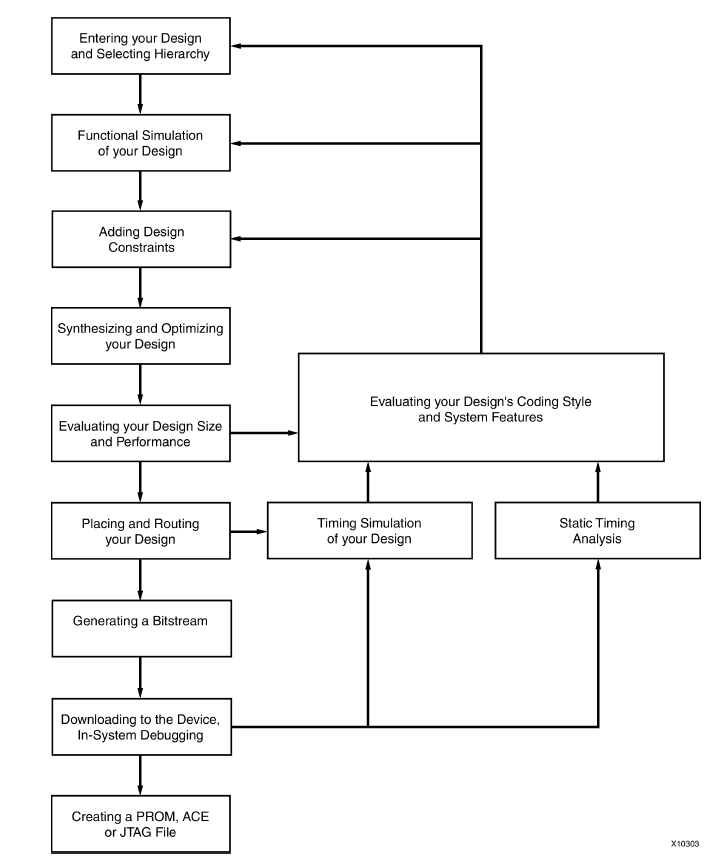 Entering your Design
and Selecting Hierarchy
Functional Simulation
of your Design
Adding Design
Constraints
Synthesizing and Optimizing
your Design
Evaluating your Design's Coding Style
and System Features
Evaluating your Design Size
and Performance
Placing and Routing
your Design
Timing Simulation
of your Design
Static Timing
Analysis
Generating a Bitstream
Downloading to the Device,
In-System Debugging
Creating a PROM, ACE
or JTAG File
X10303